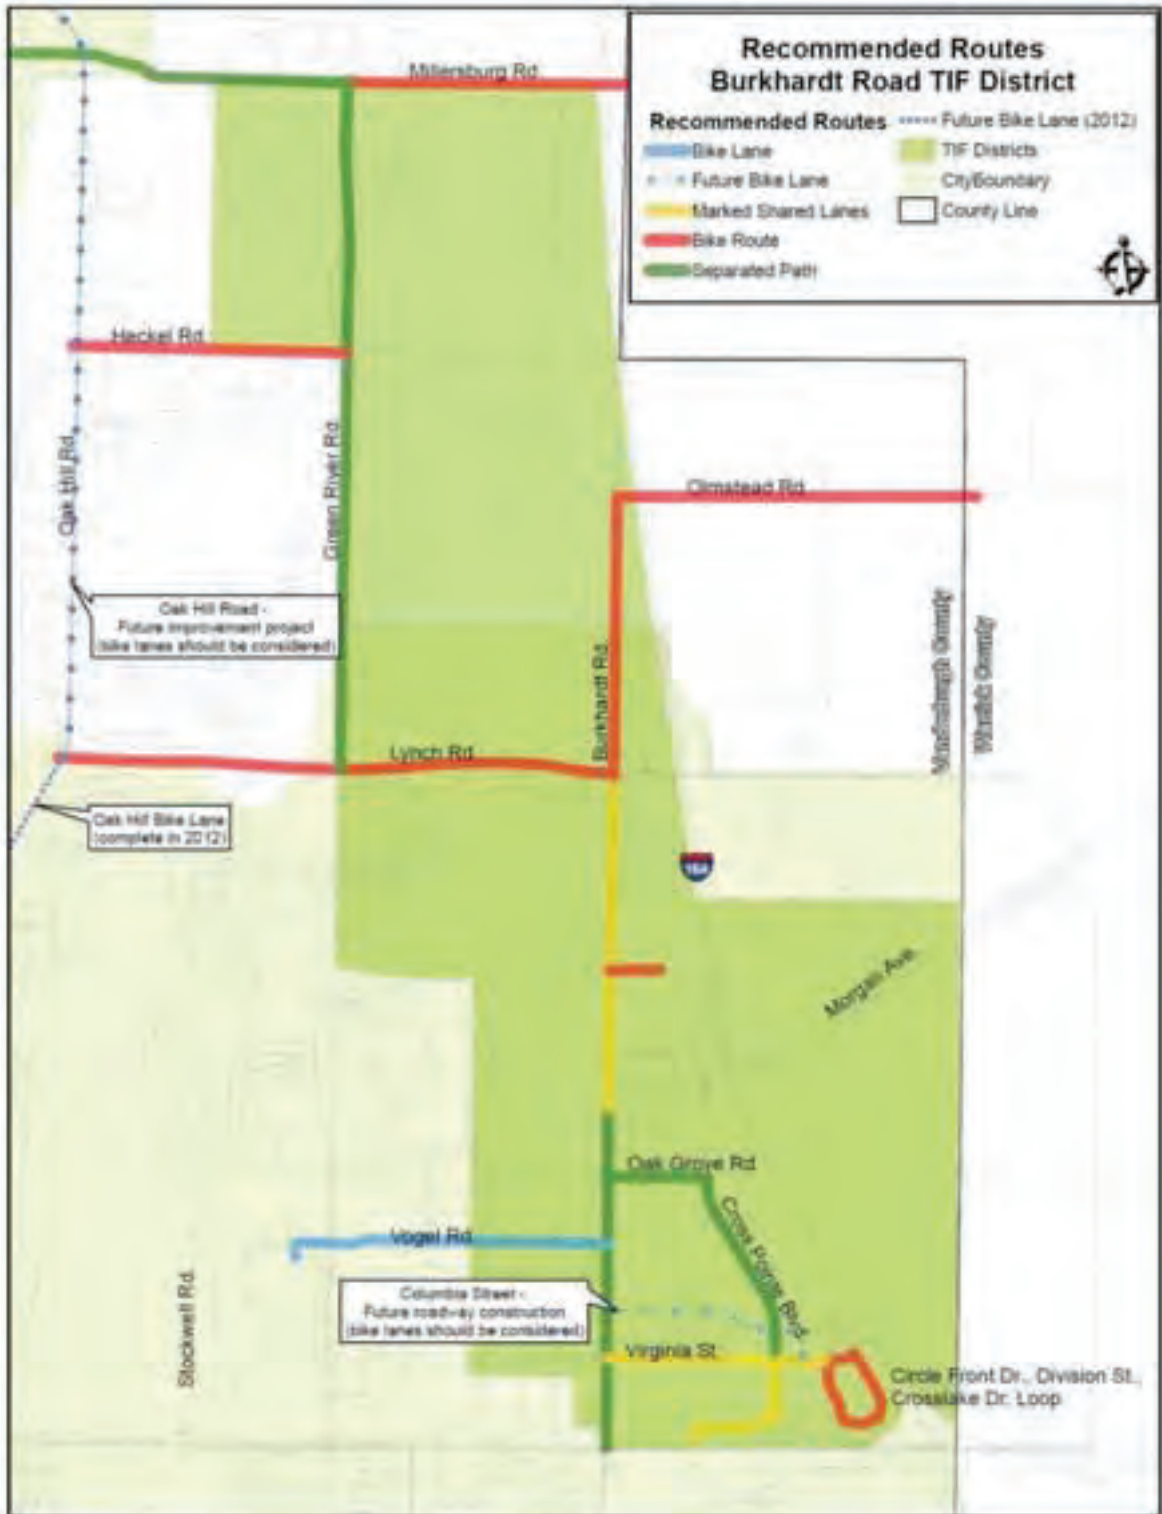 Recommended Routes
Burkhardt Road TIF District
Recommended Routes
Bike Lane
Future Bike Lane
Marked Shared Lanes
Bike Route
Separated Path
Future Bike Lane (2012)
TIF Districts
CityBoundary
County Line
Millersburg Rd
Heckel Rd
Oak Hill Rd.
Green River Rd.
Olmstead Rd
Oak Hill Road -
Future improvement project
(bike lanes should be considered)
Burkhardt Rd.
Vanderburgh County
Warrick County
Lynch Rd
Oak Hill Bike Lane
(complete in 2012)
164
Morgan Ave.
Oak Grove Rd
Cross Pointe Blvd.
Vogel Rd
Stockwell Rd.
Columbia Street -
Future roadway construction
(bike lanes should be considered)
Virginia St.
Circle Front Dr., Division St.,
Crosslake Dr. Loop